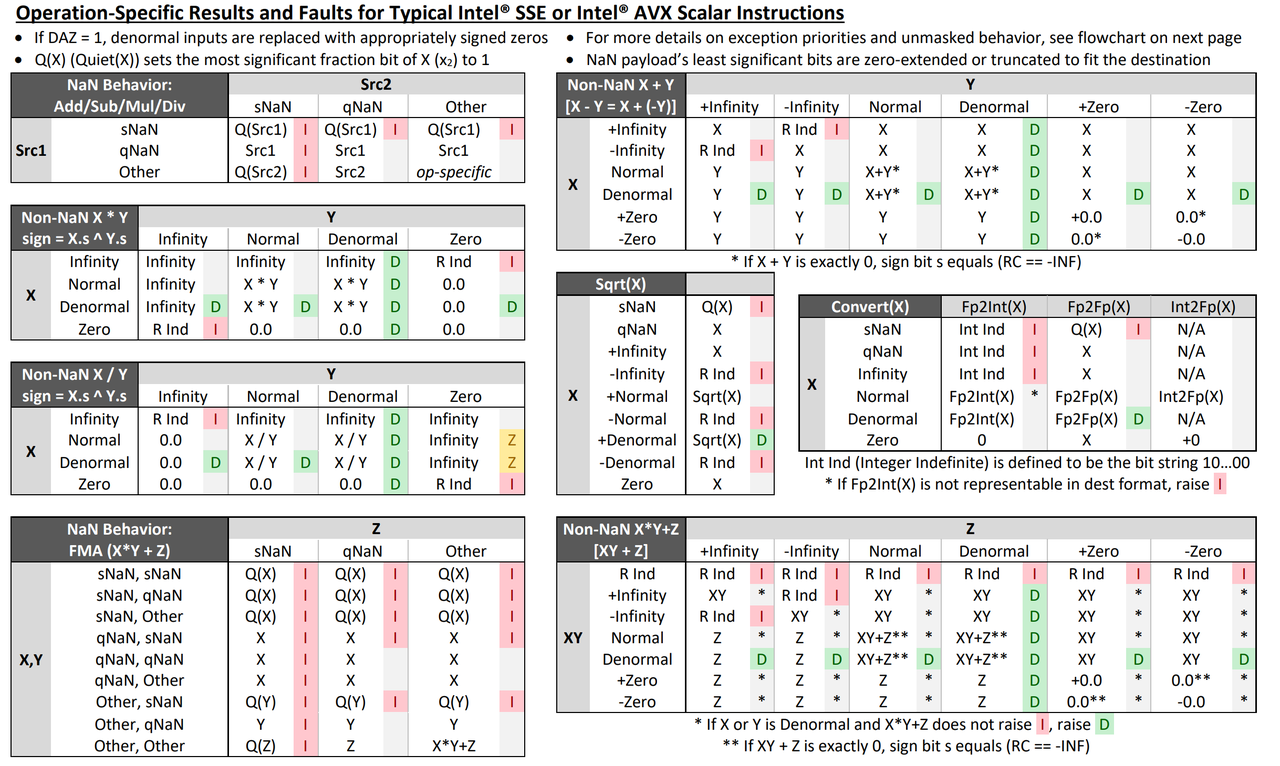 Operation-Specific Results and Faults for Typical Intel® SSE or Intel® AVX Scalar Instructions
• If DAZ = 1, denormal inputs are replaced with appropriately signed zeros
• Q(X) (Quiet(X)) sets the most significant fraction bit of X (x₂) to 1
• For more details on exception priorities and unmasked behavior, see flowchart on next page
• NaN payload's least significant bits are zero-extended or truncated to fit the destination
NaN Behavior: Src2
Add/Sub/Mul/Div sNaN qNaN Other
sNaN Q(Src1) I Q(Src1) I Q(Src1) I
Src1 qNaN Src1 I Src1 Src1
Other Q(Src2) I Src2 op-specific
Non-NaN X * Y Y
sign = X.s ^ Y.s Infinity Normal Denormal Zero
Infinity Infinity Infinity Infinity D R Ind I
X Normal Infinity X * Y X * Y D 0.0
Denormal Infinity D X * Y D X * Y D 0.0 D
Zero R Ind I 0.0 0.0 D 0.0
Non-NaN X / Y Y
sign = X.s ^ Y.s Infinity Normal Denormal Zero
Infinity R Ind I Infinity Infinity D Infinity
X Normal 0.0 X / Y X / Y D Infinity Z
Denormal 0.0 D X / Y D X / Y D Infinity Z
Zero 0.0 0.0 0.0 D R Ind I
NaN Behavior: Z
FMA (X*Y + Z) sNaN qNaN Other
sNaN, sNaN Q(X) I Q(X) I Q(X) I
sNaN, qNaN Q(X) I Q(X) I Q(X) I
sNaN, Other Q(X) I Q(X) I Q(X) I
qNaN, sNaN X I X I X I
X,Y qNaN, qNaN X I X X
qNaN, Other X I X X
Other, sNaN Q(Y) I Q(Y) I Q(Y) I
Other, qNaN Y I Y Y
Other, Other Q(Z) I Z X*Y+Z
Non-NaN X + Y Y
[X - Y = X + (-Y)] +Infinity -Infinity Normal Denormal +Zero -Zero
+Infinity X R Ind I X X D X X
-Infinity R Ind I X X X D X X
X Normal Y Y X+Y* X+Y* D X X
Denormal Y D Y D X+Y* D X+Y* D X D X D
+Zero Y Y Y Y D +0.0 0.0*
-Zero Y Y Y Y D 0.0* -0.0
* If X + Y is exactly 0, sign bit s equals (RC == -INF)
Sqrt(X)
sNaN Q(X) I
qNaN X
+Infinity X
-Infinity R Ind I
X +Normal Sqrt(X)
-Normal R Ind I
+Denormal Sqrt(X) D
-Denormal R Ind I
Zero X
Convert(X) Fp2Int(X) Fp2Fp(X) Int2Fp(X)
sNaN Int Ind I Q(X) I N/A
qNaN Int Ind I X N/A
X Infinity Int Ind I X N/A
Normal Fp2Int(X) * Fp2Fp(X) Int2Fp(X)
Denormal Fp2Int(X) Fp2Fp(X) D N/A
Zero 0 X +0
Int Ind (Integer Indefinite) is defined to be the bit string 10...00
* If Fp2Int(X) is not representable in dest format, raise I
Non-NaN X*Y+Z Z
[XY + Z] +Infinity -Infinity Normal Denormal +Zero -Zero
R Ind R Ind I R Ind I R Ind I R Ind I R Ind I R Ind I
+Infinity XY * R Ind I XY * XY D XY * XY *
-Infinity R Ind I XY * XY * XY D XY * XY *
XY Normal Z * Z * XY+Z** * XY+Z** D XY * XY *
Denormal Z D Z D XY+Z** D XY+Z** D XY D XY D
+Zero Z * Z * Z * Z D +0.0 * 0.0** *
-Zero Z * Z * Z * Z D 0.0** * -0.0 *
* If X or Y is Denormal and X*Y+Z does not raise I, raise D
** If XY + Z is exactly 0, sign bit s equals (RC == -INF)